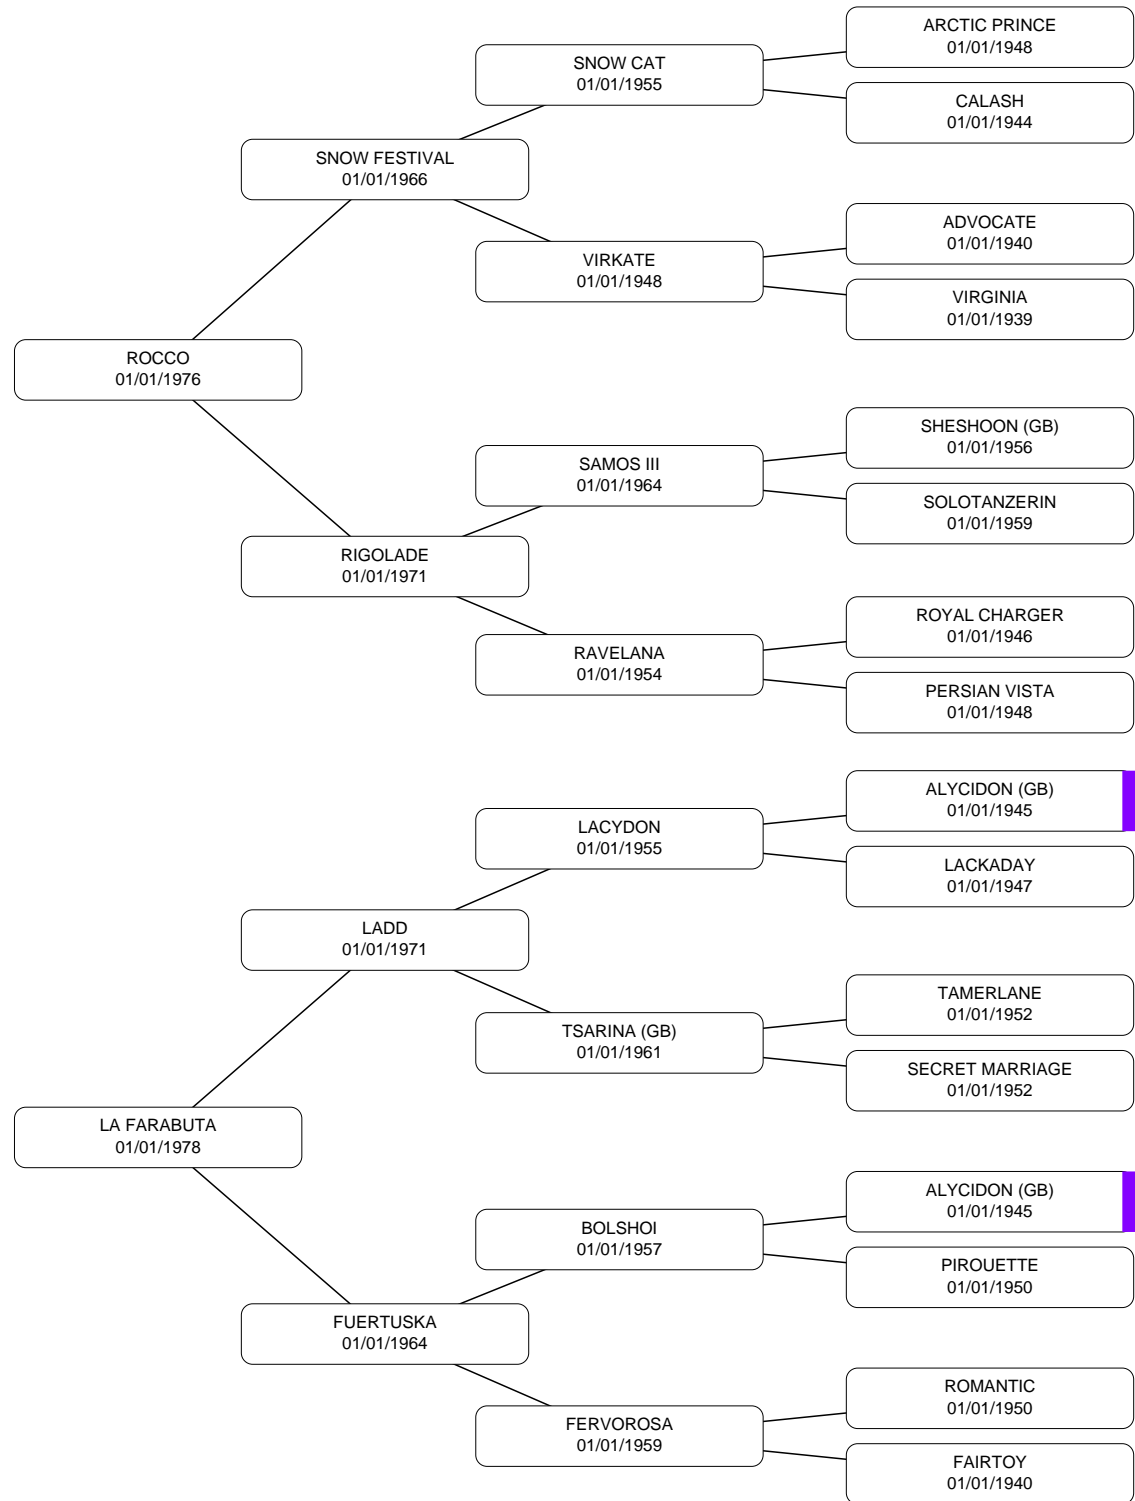 ARCTIC PRINCE
01/01/1948
SNOW CAT
01/01/1955
CALASH
01/01/1944
SNOW FESTIVAL
01/01/1966
ADVOCATE
01/01/1940
VIRKATE
01/01/1948
VIRGINIA
01/01/1939
ROCCO
01/01/1976
SHESHOON (GB)
01/01/1956
SAMOS III
01/01/1964
SOLOTANZERIN
01/01/1959
RIGOLADE
01/01/1971
ROYAL CHARGER
01/01/1946
RAVELANA
01/01/1954
PERSIAN VISTA
01/01/1948
ALYCIDON (GB)
01/01/1945
LACYDON
01/01/1955
LACKADAY
01/01/1947
LADD
01/01/1971
TAMERLANE
01/01/1952
TSARINA (GB)
01/01/1961
SECRET MARRIAGE
01/01/1952
LA FARABUTA
01/01/1978
ALYCIDON (GB)
01/01/1945
BOLSHOI
01/01/1957
PIROUETTE
01/01/1950
FUERTUSKA
01/01/1964
ROMANTIC
01/01/1950
FERVOROSA
01/01/1959
FAIRTOY
01/01/1940